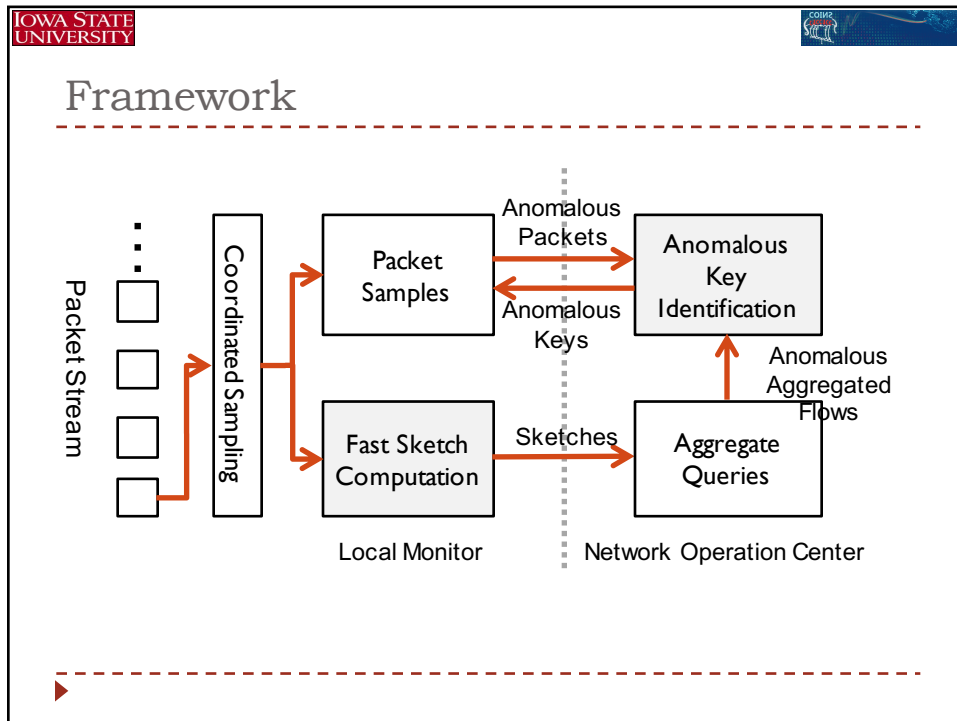 IOWA STATE
UNIVERSITY
COINS
Framework
Packet Stream
Coordinated Sampling
Packet
Samples
Anomalous
Packets
Anomalous
Keys
Anomalous
Key
Identification
Anomalous
Aggregated
Flows
Fast Sketch
Computation
Sketches
Aggregate
Queries
Local Monitor
Network Operation Center